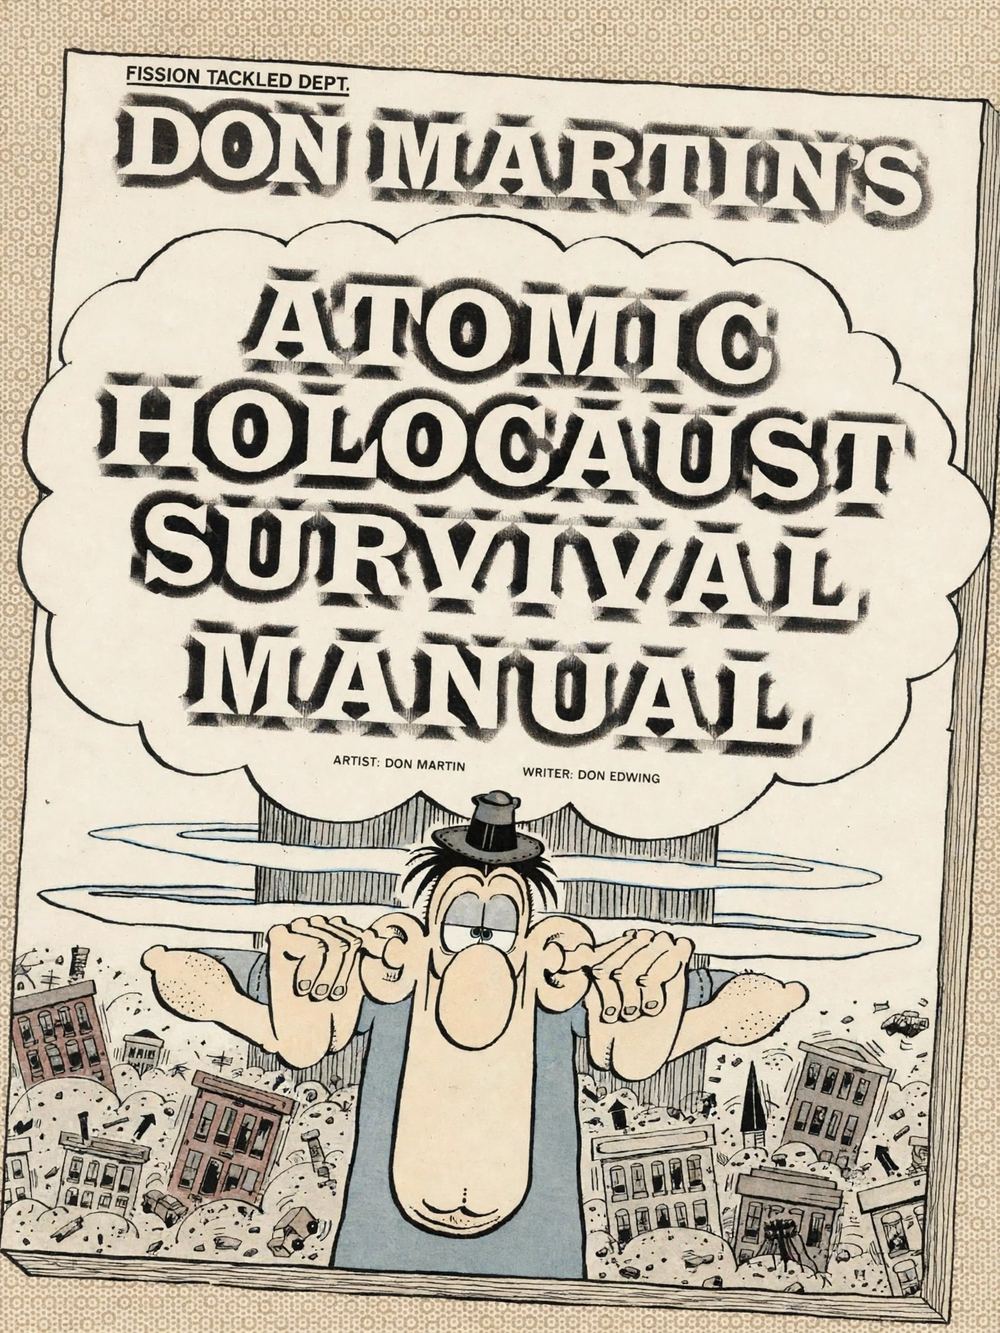 FISSION TACKLED DEPT.
DON MARTIN'S
ATOMIC
HOLOCAUST
SURVIVAL
MANUAL
ARTIST: DON MARTIN
WRITER: DON EDWING